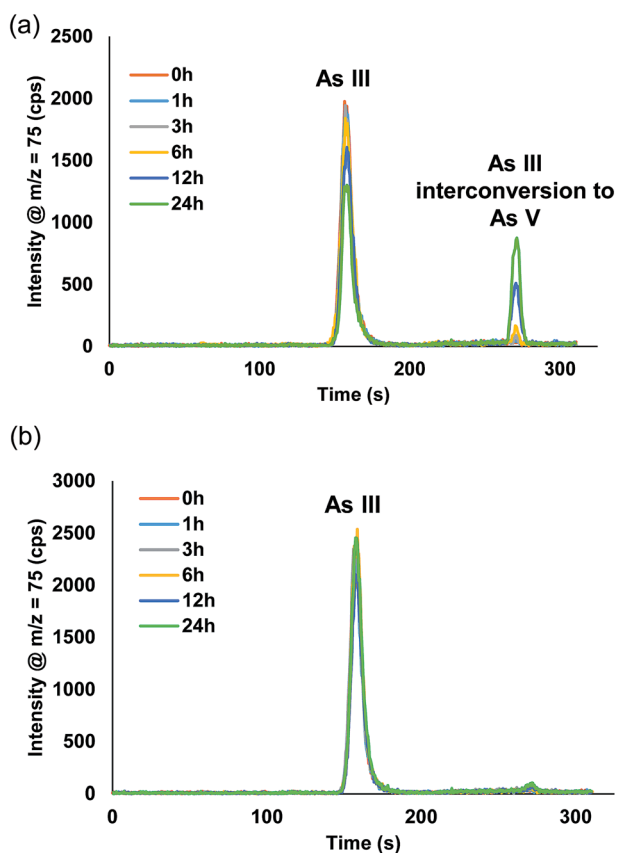 (a)
2500
2000
1500
1000
500
0
Intensity @ m/z = 75 (cps)
0h
1h
3h
6h
12h
24h
As III
As III
interconversion to
As V
0
100
200
300
Time (s)
(b)
3000
2500
2000
1500
1000
500
0
Intensity @ m/z = 75 (cps)
0h
1h
3h
6h
12h
24h
As III
0
100
200
300
Time (s)